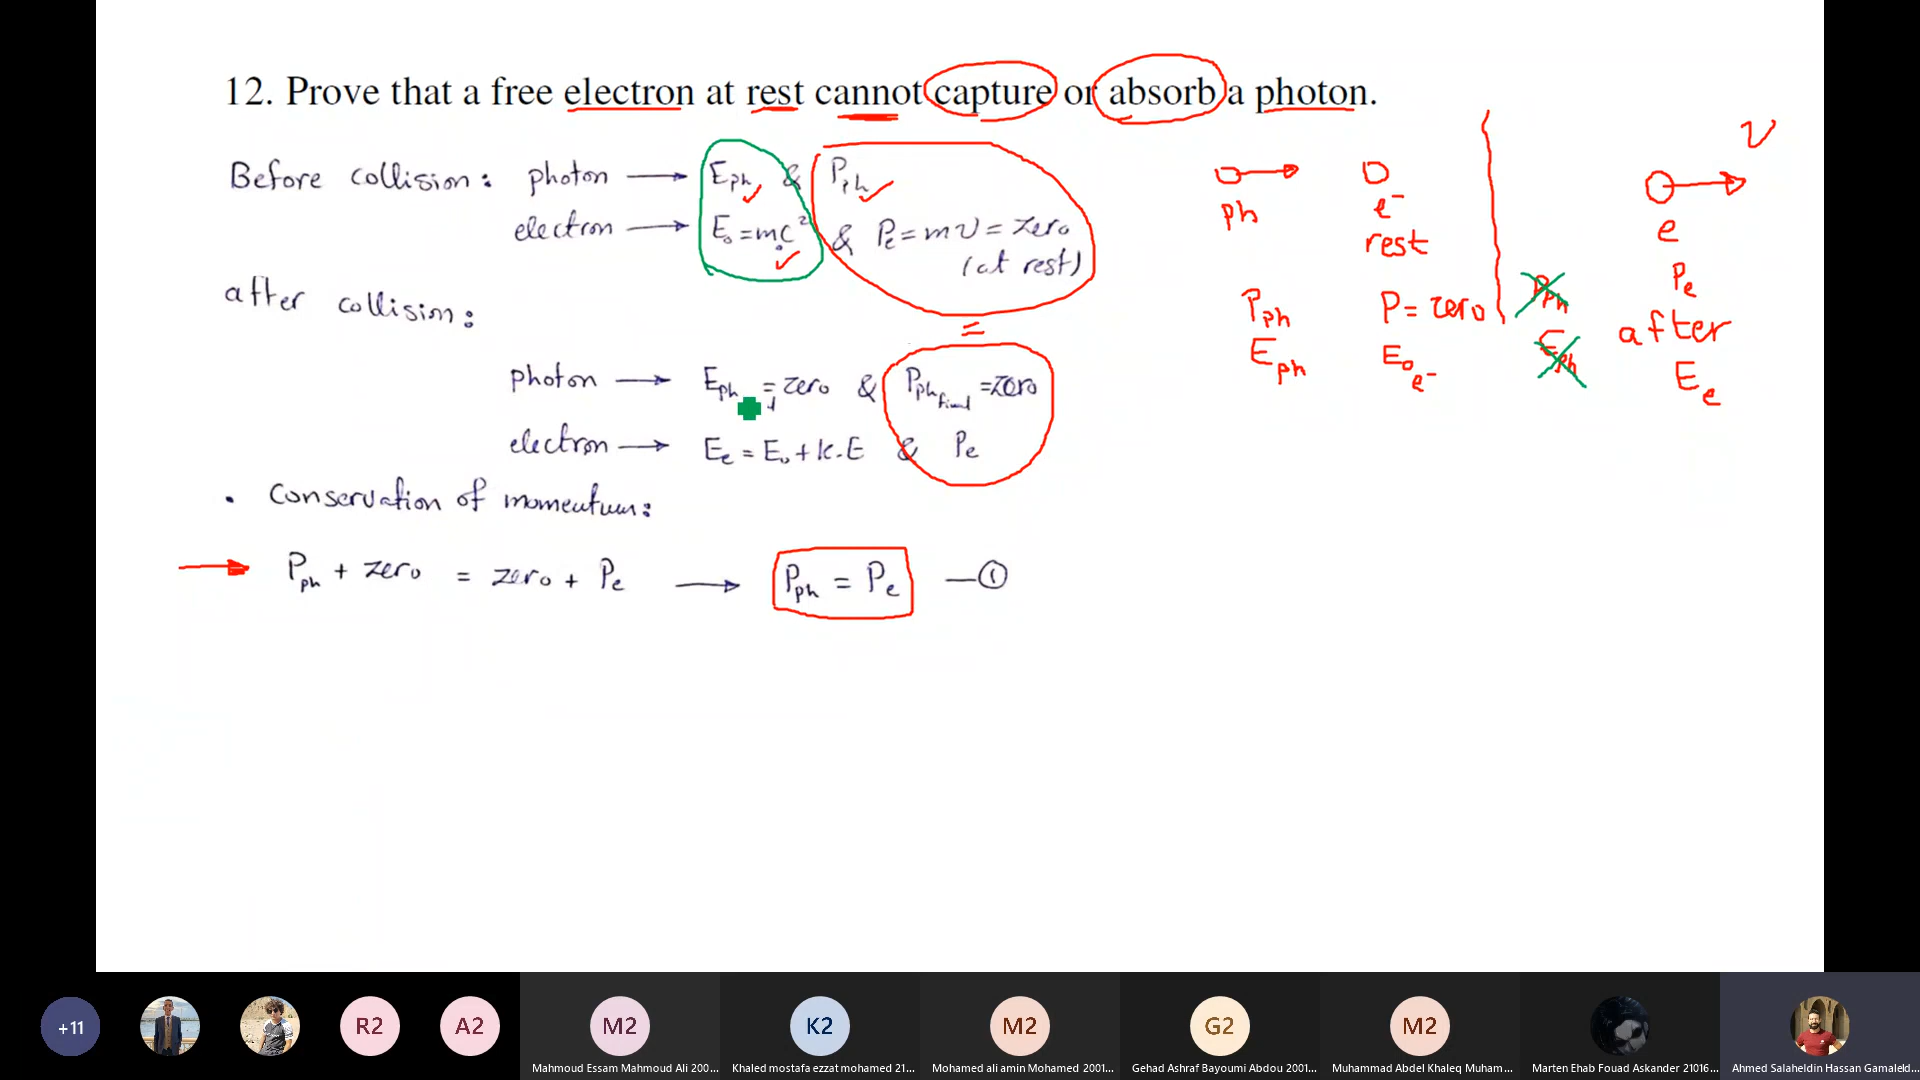 12. Prove that a free electron at rest cannot capture or absorb a photon.
Before collision: photon → Eph & Pph
electron → E₀ = m₀c² & Pe = mv = zero
(at rest)
after collision:
photon → Ephf = zero & Pphfinal = zero
electron → Ee = E₀ + K.E & Pe
• Conservation of momentum:
Pph + zero = zero + Pe → Pph = Pe —①
=
ph
e⁻
rest
Pph
Eph
P = zero
E₀e⁻
v
e
Pe
after
Ee
Pph
Eph
+11
R2
A2
M2
K2
M2
G2
M2
Mahmoud Essam Mahmoud Ali 200...
Khaled mostafa ezzat mohamed 21...
Mohamed ali amin Mohamed 2001...
Gehad Ashraf Bayoumi Abdou 2001...
Muhammad Abdel Khaleq Muham...
Marten Ehab Fouad Askander 21016...
Ahmed Salaheldin Hassan Gamaleld...